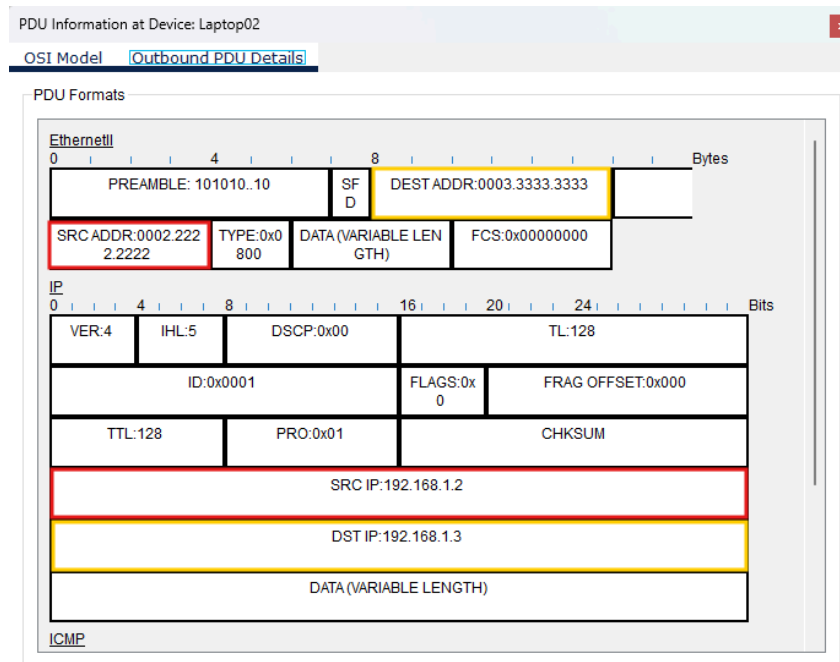 PDU Information at Device: Laptop02
OSI Model Outbound PDU Details
PDU Formats
EthernetII
0 4 8 Bytes
PREAMBLE: 101010..10 SF DEST ADDR:0003.3333.3333
D
SRC ADDR:0002.222 TYPE:0x0 DATA (VARIABLE LEN FCS:0x00000000
2.2222 800 GTH)
IP
0 4 8 16 20 24 Bits
VER:4 IHL:5 DSCP:0x00 TL:128
ID:0x0001 FLAGS:0x FRAG OFFSET:0x000
0
TTL:128 PRO:0x01 CHKSUM
SRC IP:192.168.1.2
DST IP:192.168.1.3
DATA (VARIABLE LENGTH)
ICMP